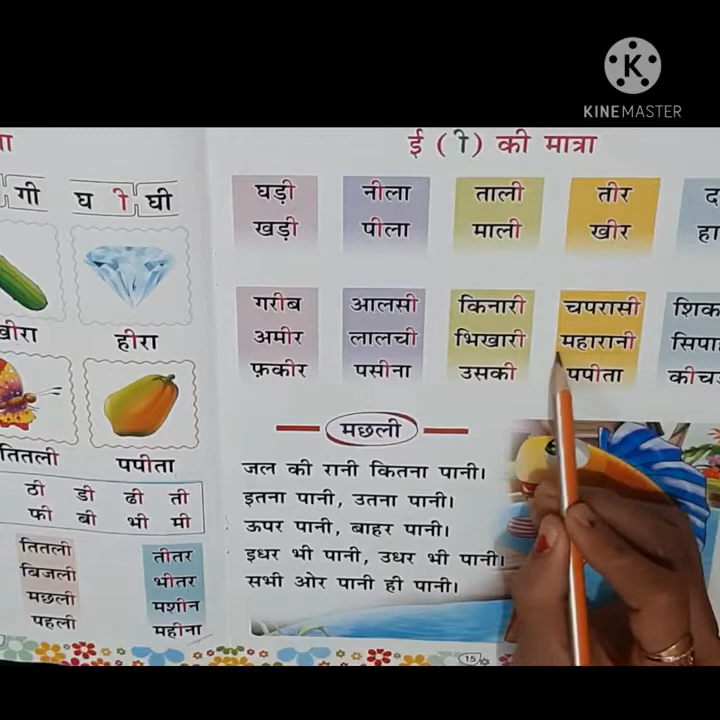 KINEMASTER
ई ( ी ) की मात्रा
गी घ ी घी
हीरा
तितली पपीता
ठी डी ढी ती
फी बी भी मी
तितली
बिजली
मछली
पहली
तीतर
भीतर
मशीन
महीना
घड़ी नीला ताली तीर
खड़ी पीला माली खीर
गरीब आलसी किनारी चपरासी
अमीर लालची भिखारी महारानी
फ़कीर पसीना उसकी पपीता
मछली
जल की रानी कितना पानी।
इतना पानी, उतना पानी।
ऊपर पानी, बाहर पानी।
इधर भी पानी, उधर भी पानी।
सभी ओर पानी ही पानी।
15